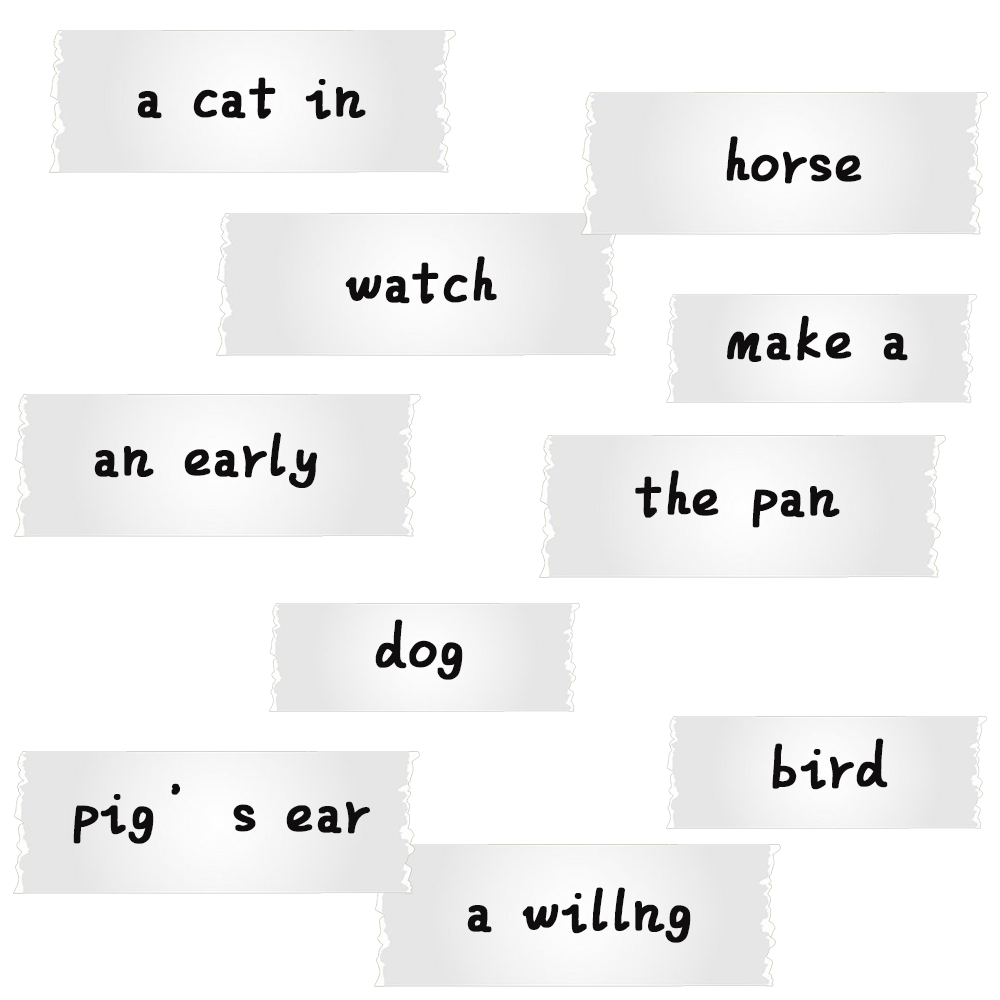 a cat in
horse
watch
make a
an early
the pan
dog
bird
pig's ear
a willng